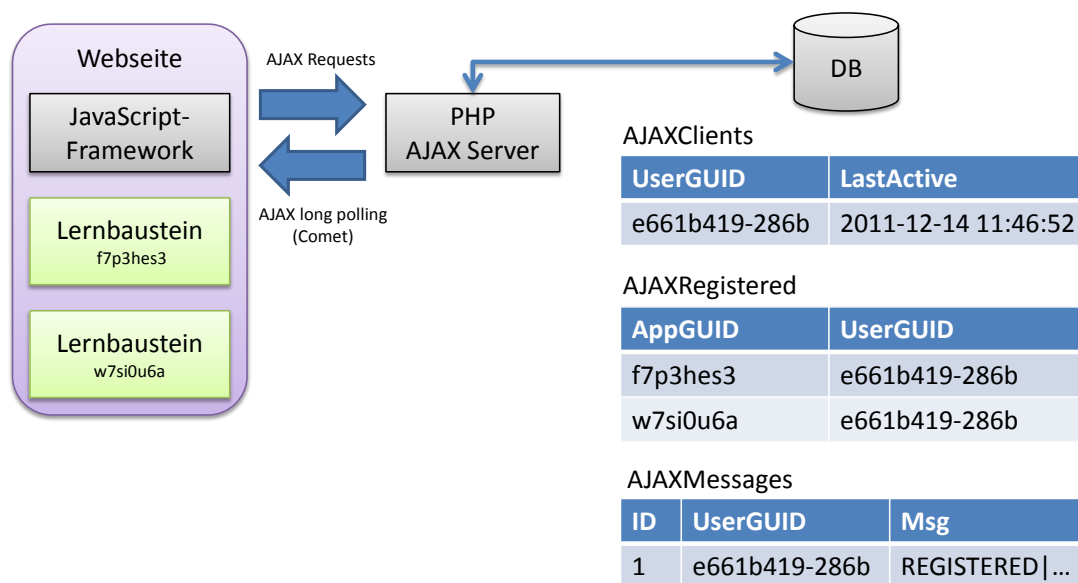 Webseite
JavaScript-
Framework
Lernbaustein
f7p3hes3
Lernbaustein
w7si0u6a
AJAX Requests
AJAX long polling
(Comet)
PHP
AJAX Server
DB
AJAXClients
UserGUID LastActive
e661b419-286b 2011-12-14 11:46:52
AJAXRegistered
AppGUID UserGUID
f7p3hes3 e661b419-286b
w7si0u6a e661b419-286b
AJAXMessages
ID UserGUID Msg
1 e661b419-286b REGISTERED|...